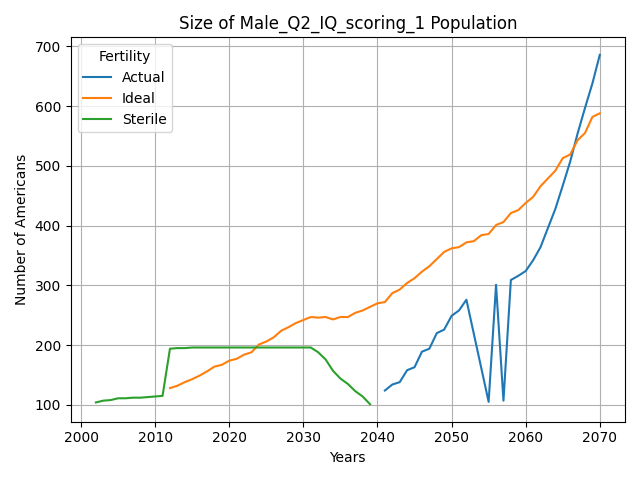 Size of Male_Q2_IQ_scoring_1 Population
Fertility
Actual
Ideal
Sterile
Number of Americans
700
600
500
400
300
200
100
2000 2010 2020 2030 2040 2050 2060 2070
Years